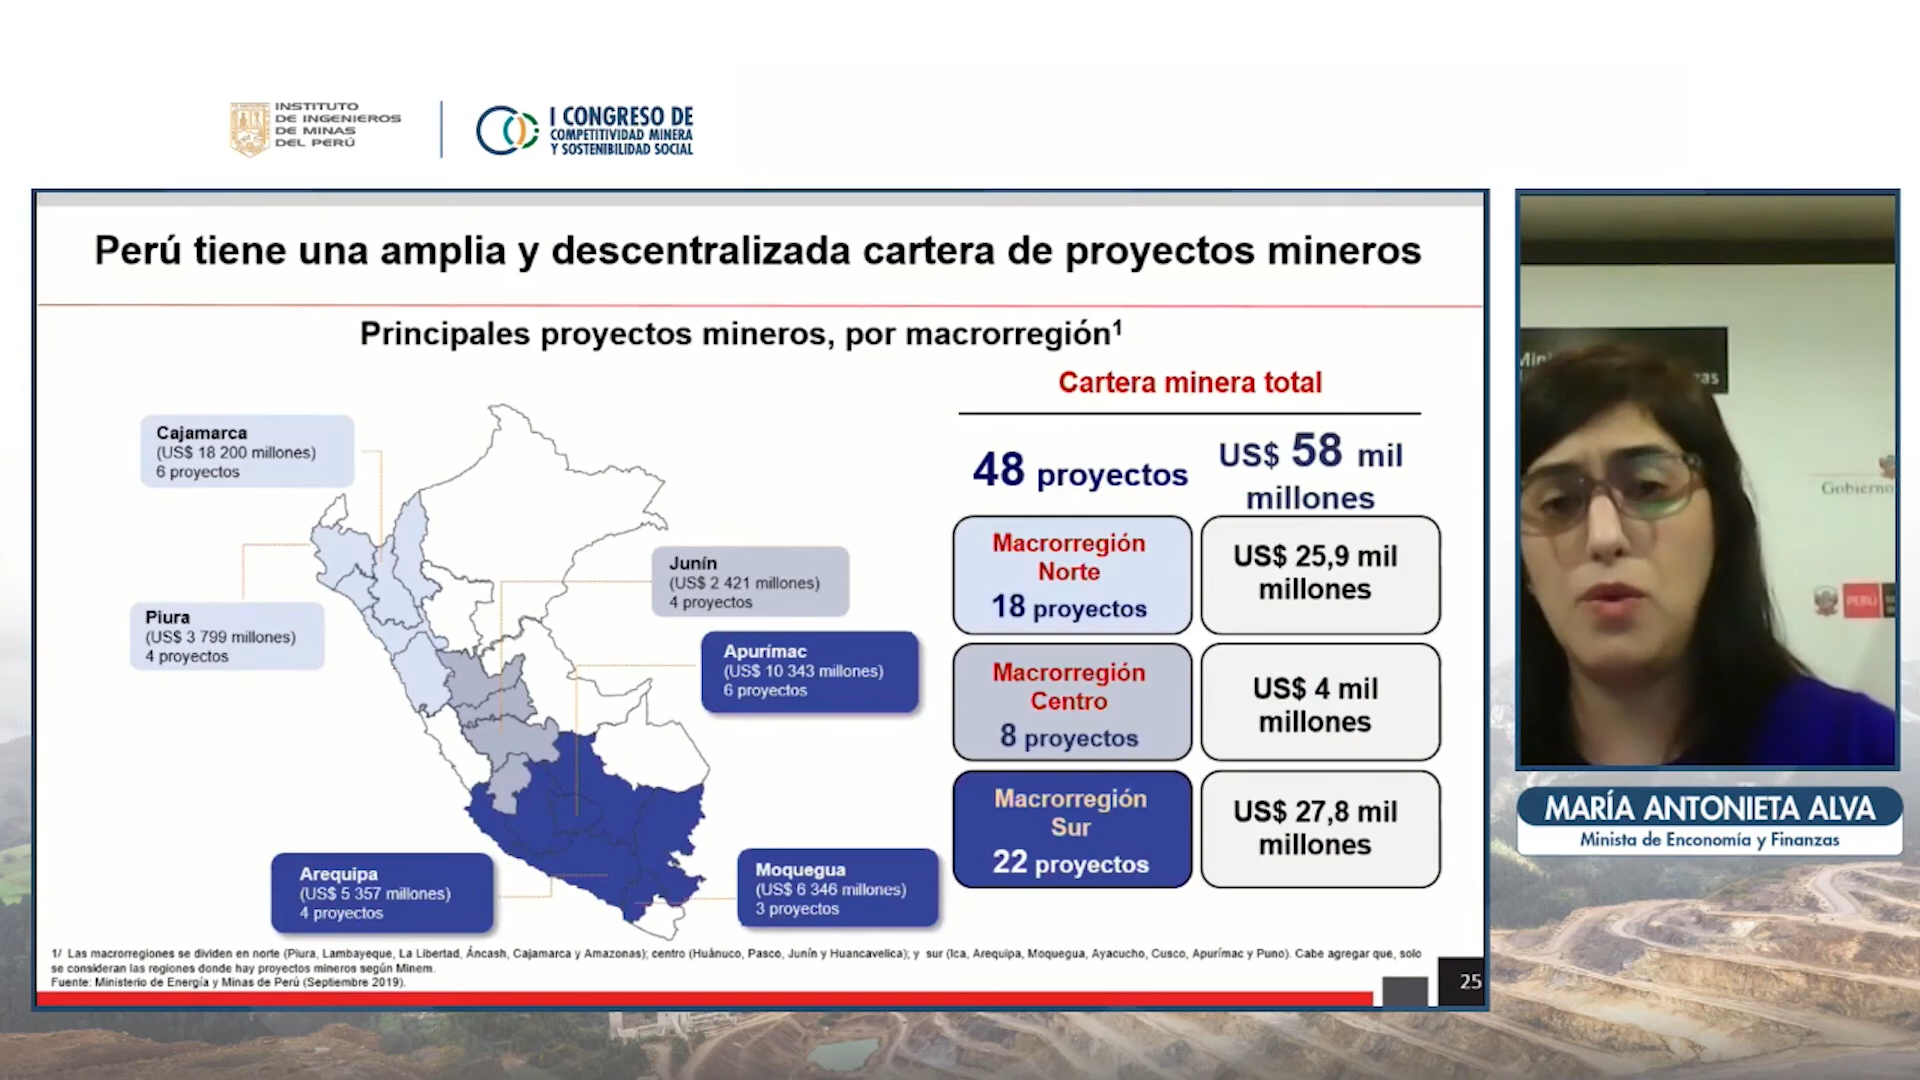 INSTITUTO
DE INGENIEROS
DE MINAS
DEL PERÚ
I CONGRESO DE
COMPETITIVIDAD MINERA
Y SOSTENIBILIDAD SOCIAL
Perú tiene una amplia y descentralizada cartera de proyectos mineros
Principales proyectos mineros, por macrorregión¹
Cajamarca
(US$ 18 200 millones)
6 proyectos
Piura
(US$ 3 799 millones)
4 proyectos
Junín
(US$ 2 421 millones)
4 proyectos
Apurímac
(US$ 10 343 millones)
6 proyectos
Arequipa
(US$ 5 357 millones)
4 proyectos
Moquegua
(US$ 6 346 millones)
3 proyectos
Cartera minera total
48 proyectos
US$ 58 mil
millones
Macrorregión
Norte
18 proyectos
US$ 25,9 mil
millones
Macrorregión
Centro
8 proyectos
US$ 4 mil
millones
Macrorregión
Sur
22 proyectos
US$ 27,8 mil
millones
1/ Las macrorregiones se dividen en norte (Piura, Lambayeque, La Libertad, Áncash, Cajamarca y Amazonas); centro (Huánuco, Pasco, Junín y Huancavelica); y sur (Ica, Arequipa, Moquegua, Ayacucho, Cusco, Apurímac y Puno). Cabe agregar que, solo
se consideran las regiones donde hay proyectos mineros según Minem.
Fuente: Ministerio de Energía y Minas de Perú (Septiembre 2019).
25
Gobierno
PERÚ
MARÍA ANTONIETA ALVA
Minista de Enconomía y Finanzas